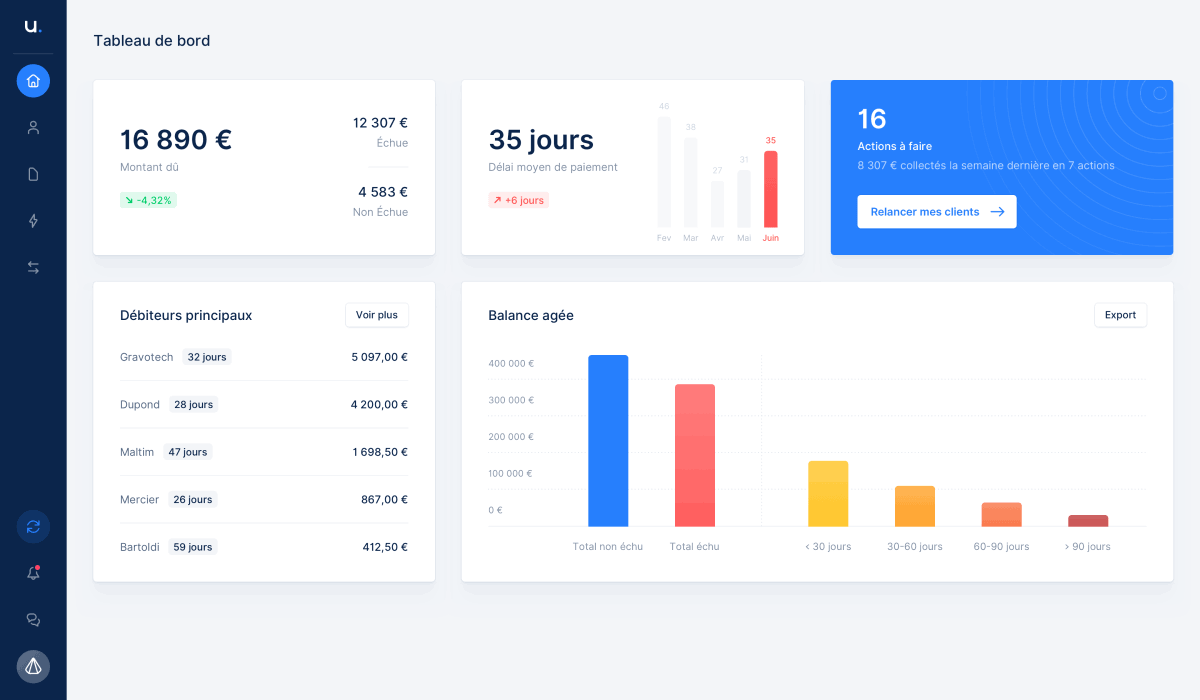 u.
Tableau de bord
16 890 €
Montant dû
-4,32%
12 307 €
Échue
4 583 €
Non Échue
35 jours
Délai moyen de paiement
+6 jours
46
38
27
31
35
Fev Mar Avr Mai Juin
16
Actions à faire
8 307 € collectés la semaine dernière en 7 actions
Relancer mes clients
Débiteurs principaux
Voir plus
Gravotech 32 jours 5 097,00 €
Dupond 28 jours 4 200,00 €
Maltim 47 jours 1 698,50 €
Mercier 26 jours 867,00 €
Bartoldi 59 jours 412,50 €
Balance agée
Export
400 000 €
300 000 €
200 000 €
100 000 €
0 €
Total non échu Total échu < 30 jours 30-60 jours 60-90 jours > 90 jours